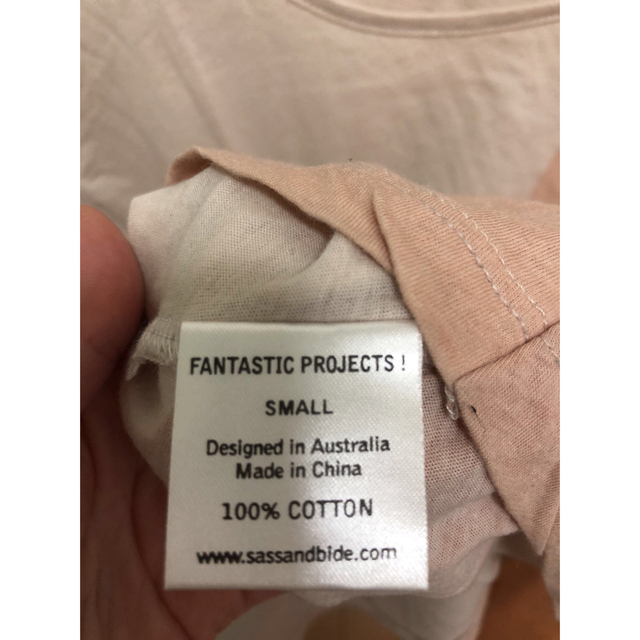 FANTASTIC PROJECTS !
SMALL
Designed in Australia
Made in China
100% COTTON
www.sassandbide.com